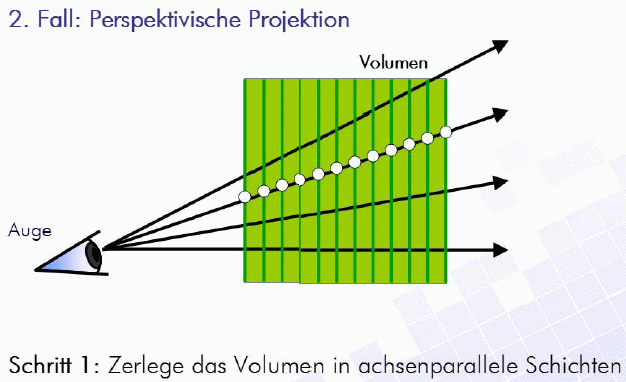 2. Fall: Perspektivische Projektion
Volumen
Auge
Schritt 1: Zerlege das Volumen in achsenparallele Schichten